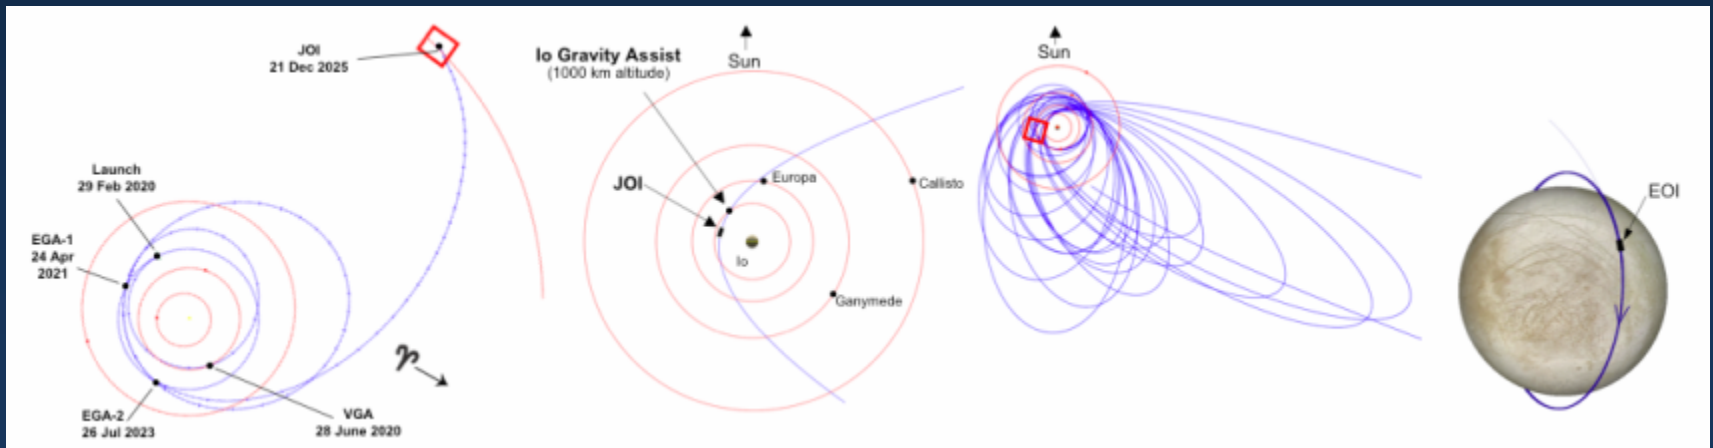 JOI
21 Dec 2025
Launch
29 Feb 2020
EGA-1
24 Apr
2021
EGA-2
26 Jul 2023
VGA
28 June 2020
Io Gravity Assist
(1000 km altitude)
Sun
JOI
Europa
Callisto
Io
Ganymede
Sun
EOI